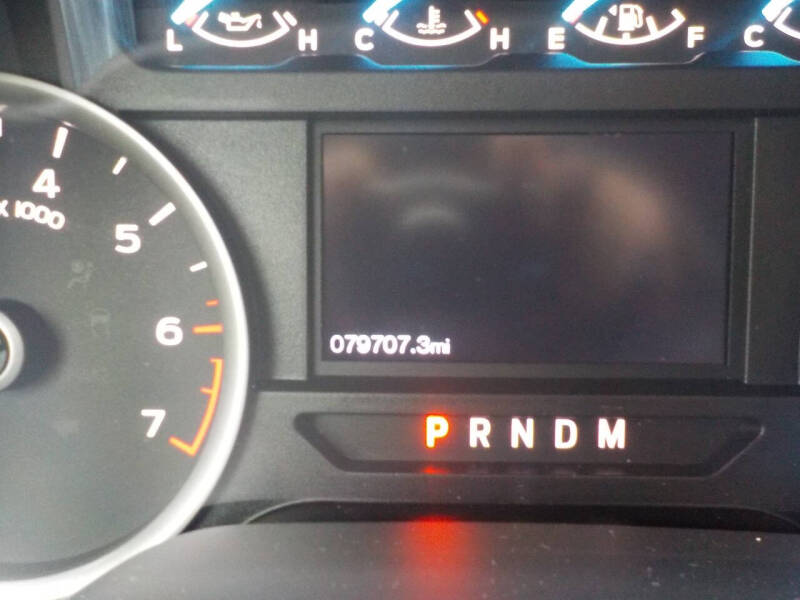 L H C H E F C
4
x 1000
5
6
7
079707.3mi
P R N D M